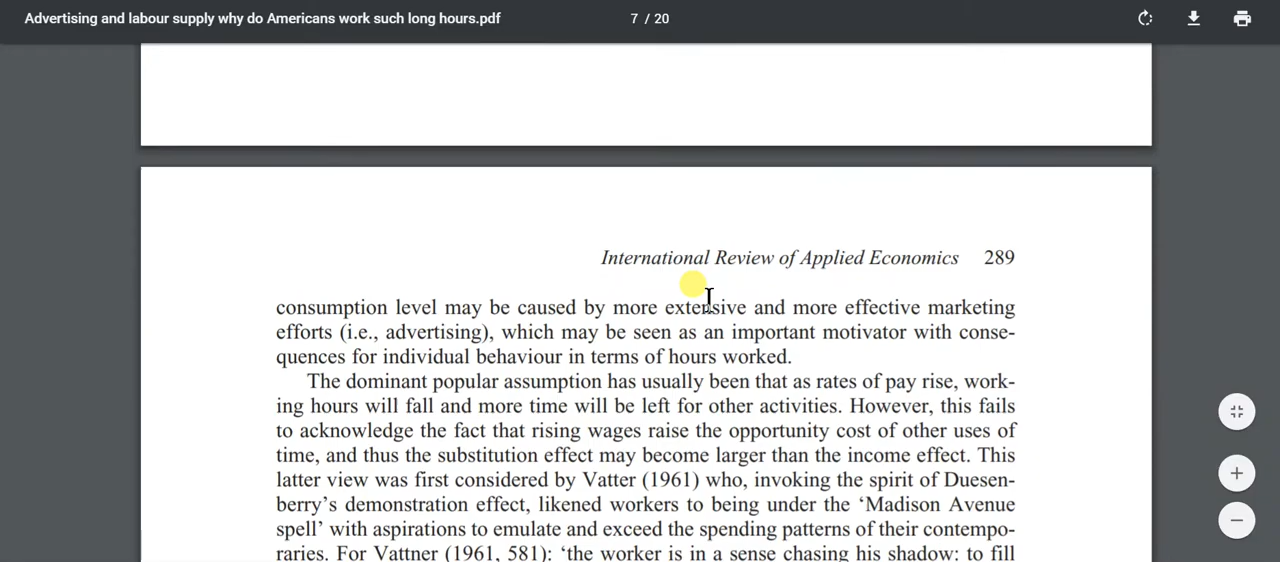 Advertising and labour supply why do Americans work such long hours.pdf 7 / 20
International Review of Applied Economics 289
consumption level may be caused by more extensive and more effective marketing
efforts (i.e., advertising), which may be seen as an important motivator with conse-
quences for individual behaviour in terms of hours worked.
The dominant popular assumption has usually been that as rates of pay rise, work-
ing hours will fall and more time will be left for other activities. However, this fails
to acknowledge the fact that rising wages raise the opportunity cost of other uses of
time, and thus the substitution effect may become larger than the income effect. This
latter view was first considered by Vatter (1961) who, invoking the spirit of Duesen-
berry's demonstration effect, likened workers to being under the ‘Madison Avenue
spell’ with aspirations to emulate and exceed the spending patterns of their contempo-
raries. For Vattner (1961, 581): ‘the worker is in a sense chasing his shadow: to fill